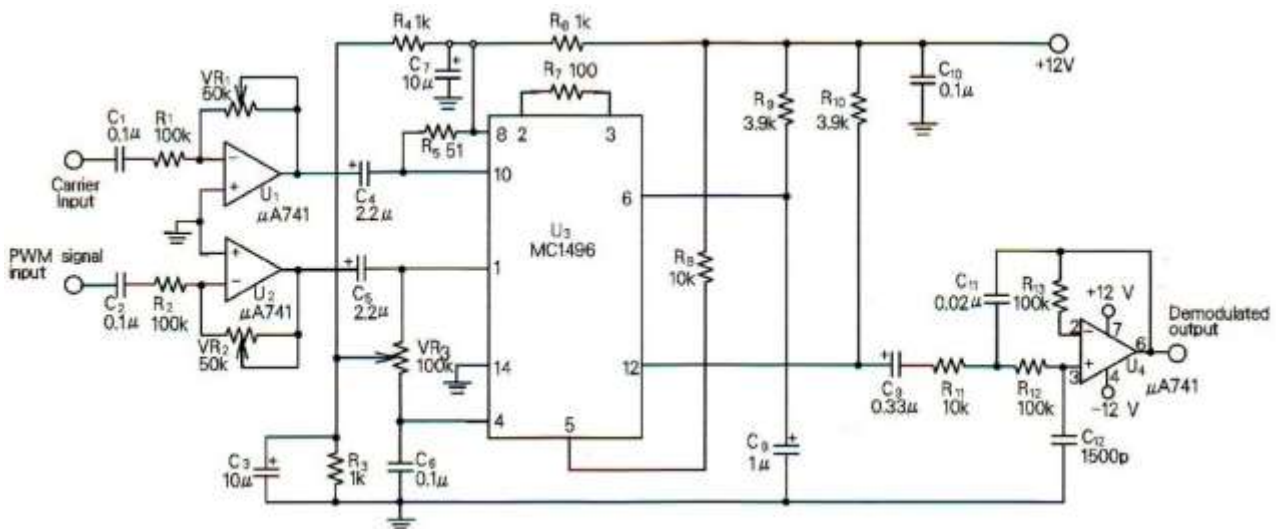 R4 1k
R6 1k
+12V
C7
10μ
R7 100
VR1
50k
C10
0.1μ
R9
3.9k
R10
3.9k
C1
0.1μ
R1
100k
2
3
8
R5 51
Carrier
Input
−
+
U1
μA741
C4
2.2μ
10
6
U3
MC1496
PWM signal
input
+
−
U2
μA741
C5
2.2μ
1
R8
10k
C2
0.1μ
R2
100k
VR2
50k
VR3
100k
14
12
4
5
C11
0.02μ
R13
100k
+12 V
Demodulated
output
2
−
7
6
+
3
4
U4
μA741
−12 V
C9
0.33μ
R11
10k
R12
100k
C3
10μ
R3
1k
C6
0.1μ
C9
1μ
C12
1500p